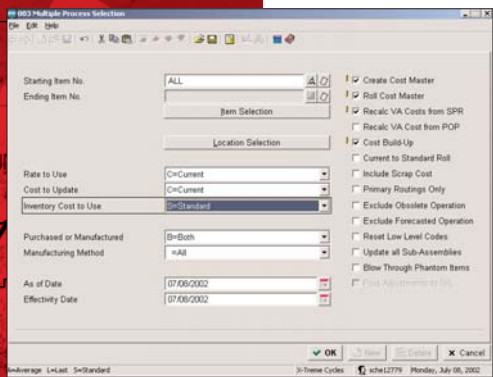 003 Multiple Process Selection
File Edit Help
Starting Item No. ALL
Ending Item No.
Item Selection
Location Selection
Rate to Use C=Current
Cost to Update C=Current
Inventory Cost to Use S=Standard
Purchased or Manufactured B=Both
Manufacturing Method =All
As of Date 07/08/2002
Effectivity Date 07/08/2002
Create Cost Master
Roll Cost Master
Recalc VA Costs from SPR
Recalc VA Cost from POP
Cost Build-Up
Current to Standard Roll
Include Scrap Cost
Primary Routings Only
Exclude Obsolete Operation
Exclude Forecasted Operation
Reset Low Level Codes
Update all Sub-Assemblies
Blow Through Phantom Items
OK New Delete Cancel
A=Average L=Last S=Standard X-Treme Cycles sche12779 Monday, July 08, 2002